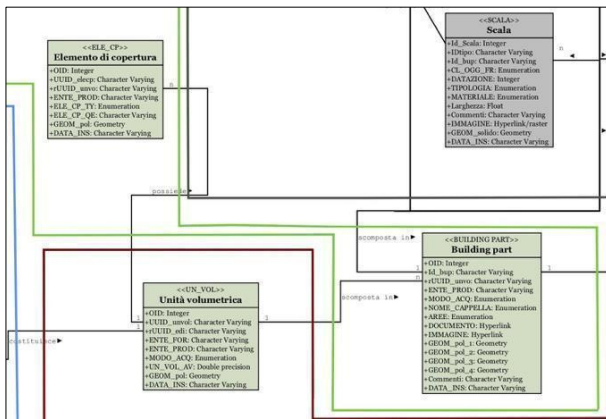 <<ELE_CP>>
Elemento di copertura
+OID: Integer
+UUID_elecp: Character Varying
+rUUID_unvo: Character Varying
+ENTE_PROD: Character Varying
+ELE_CP_TY: Enumeration
+ELE_CP_QE: Character Varying
+GEOM_pol: Geometry
+DATA_INS: Character Varying
n
<<SCALA>>
Scala
+Id_Scala: Integer
+IDtipo: Character Varying
+Id_bup: Character Varying
+CL_OGG_FR: Enumeration
+DATAZIONE: Integer
+TIPOLOGIA: Enumeration
+MATERIALE: Enumeration
+Larghezza: Float
+Commenti: Character Varying
+IMMAGINE: Hyperlink/raster
+GEOM_solido: Geometry
+DATA_INS: Character Varying
n
possiede
scomposta in
<<UN_VOL>>
Unità volumetrica
+OID: Integer
+UUID_unvol: Character Varying
+rUUID_edi: Character Varying
+ENTE_FOR: Character Varying
+ENTE_PROD: Character Varying
+MODO_ACQ: Enumeration
+UN_VOL_AV: Double precision
+GEOM_pol: Geometry
+DATA_INS: Character Varying
1
1
1
costituisce
scomposta in
<<BUILDING PART>>
Building part
+OID: Integer
+Id_bup: Character Varying
+rUUID_unvo: Character Varying
+ENTE_PROD: Character Varying
+MODO_ACQ: Enumeration
+NOME_CAPPELLA: Enumeration
+AREE: Enumeration
+DOCUMENTO: Hyperlink
+IMMAGINE: Hyperlink
+GEOM_pol_1: Geometry
+GEOM_pol_2: Geometry
+GEOM_pol_3: Geometry
+GEOM_pol_4: Geometry
+Commenti: Character Varying
+DATA_INS: Character Varying
1
n
1